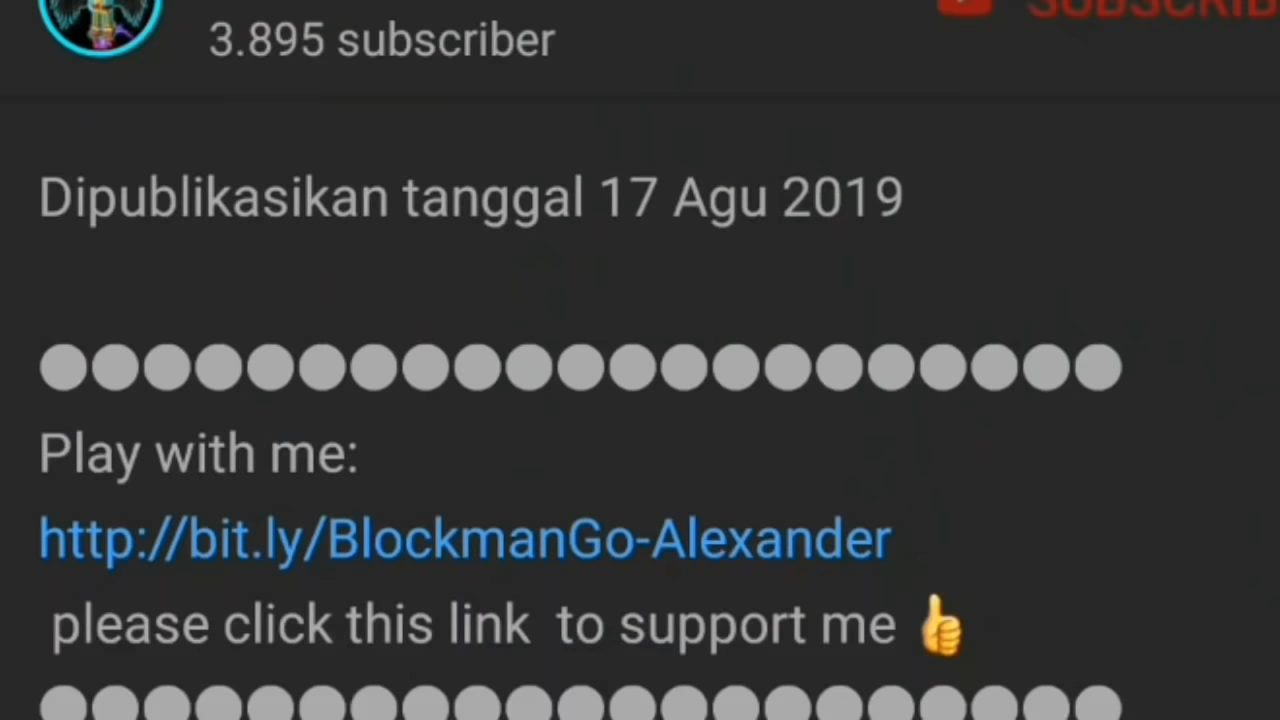 SUBSCRIB
3.895 subscriber
Dipublikasikan tanggal 17 Agu 2019
Play with me:
http://bit.ly/BlockmanGo-Alexander
please click this link to support me 👍